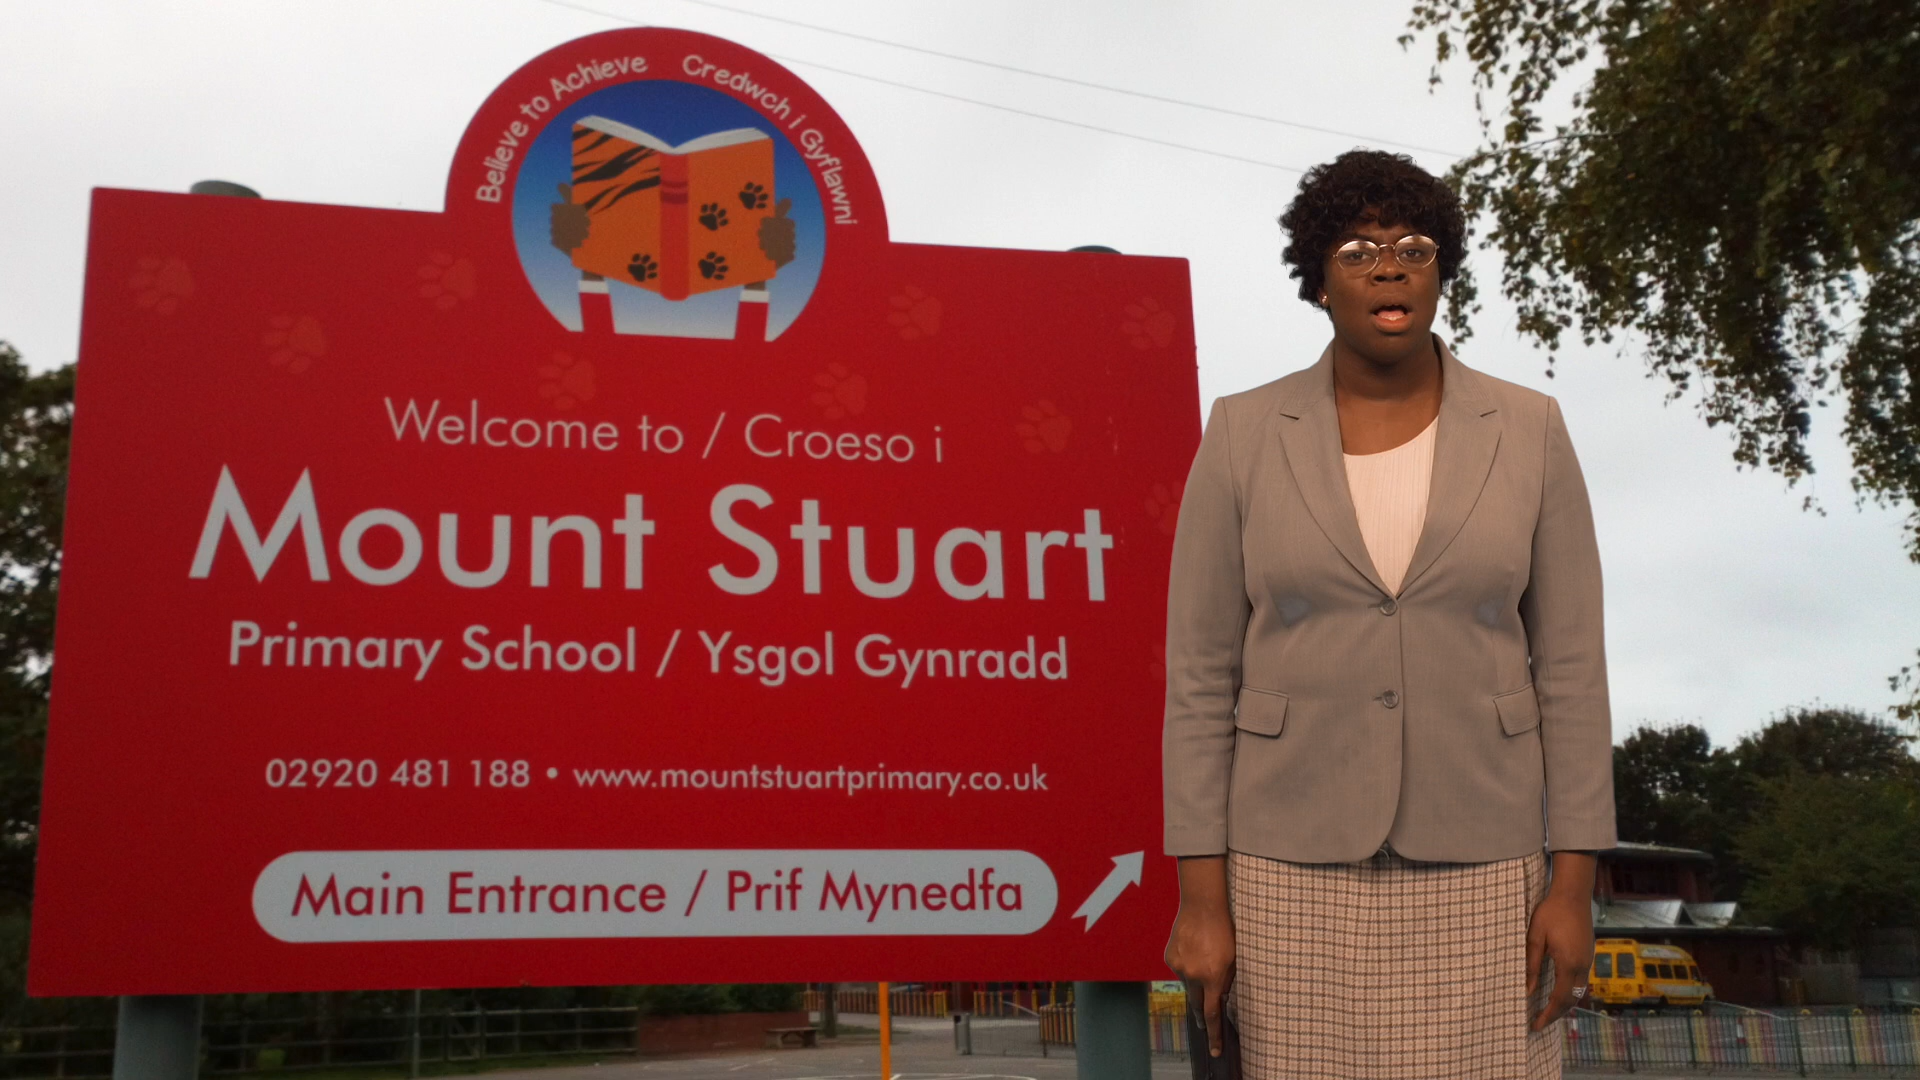 Believe to Achieve Credwch i Gyflawni
Welcome to / Croeso i
Mount Stuart
Primary School / Ysgol Gynradd
02920 481 188 • www.mountstuartprimary.co.uk
Main Entrance / Prif Mynedfa